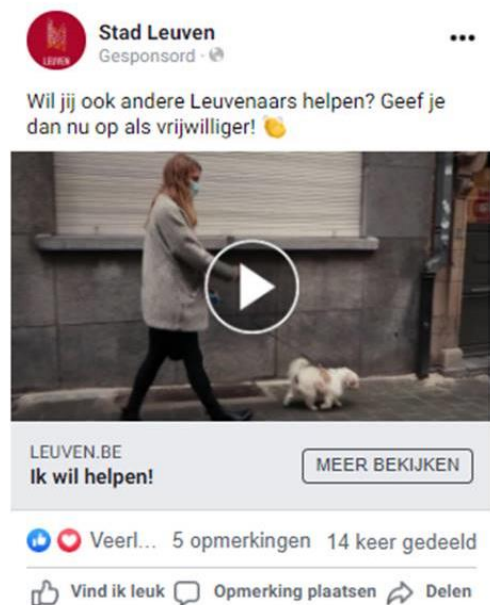 LEUVEN
Stad Leuven
Gesponsord ·
Wil jij ook andere Leuvenaars helpen? Geef je
dan nu op als vrijwilliger! 👏
LEUVEN.BE
Ik wil helpen!
MEER BEKIJKEN
Veerl... 5 opmerkingen 14 keer gedeeld
Vind ik leuk Opmerking plaatsen Delen